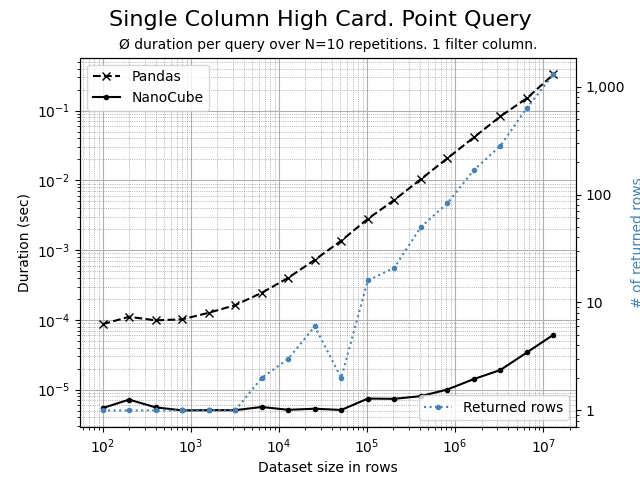 Single Column High Card. Point Query
Ø duration per query over N=10 repetitions. 1 filter column.
Pandas
NanoCube
Duration (sec)
10⁻¹
10⁻²
10⁻³
10⁻⁴
10⁻⁵
1,000
100
10
1
# of returned rows
Returned rows
10² 10³ 10⁴ 10⁵ 10⁶ 10⁷
Dataset size in rows